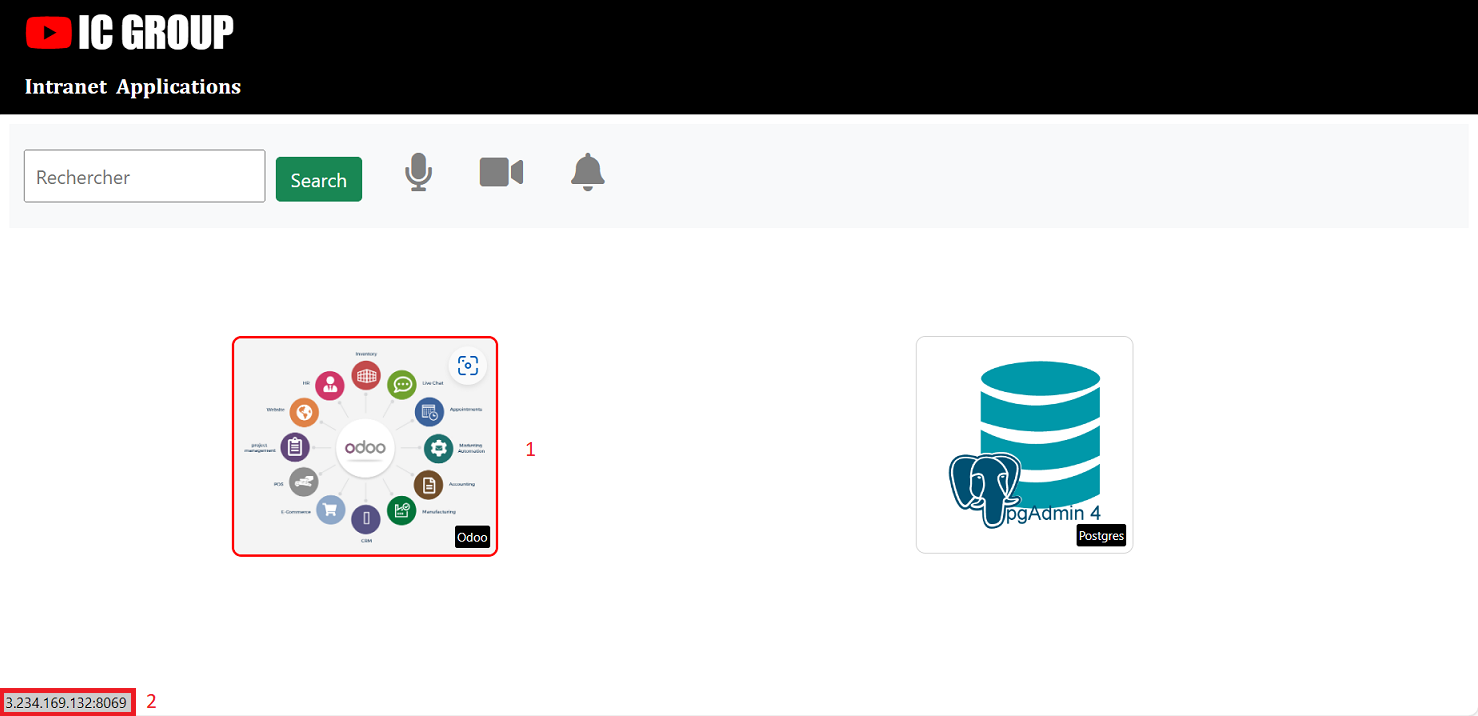 IC GROUP
Intranet Applications
Rechercher
Search
Inventory
HR
Live Chat
Website
Appointments
project
management
odoo
Marketing
Automation
POS
Accounting
E-Commerce
Manufacturing
CRM
Odoo
1
pgAdmin 4
Postgres
3.234.169.132:8069
2